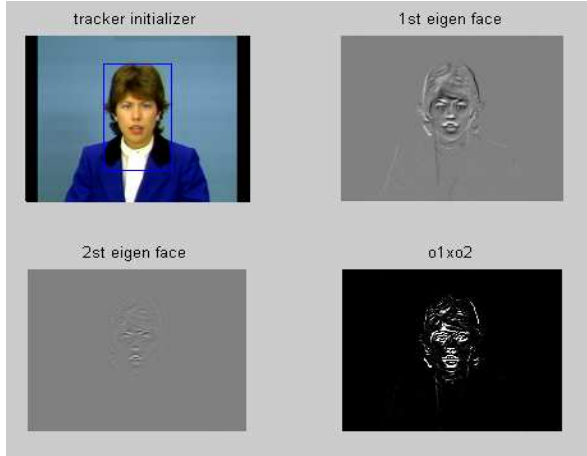 tracker initializer
1st eigen face
2st eigen face
o1xo2